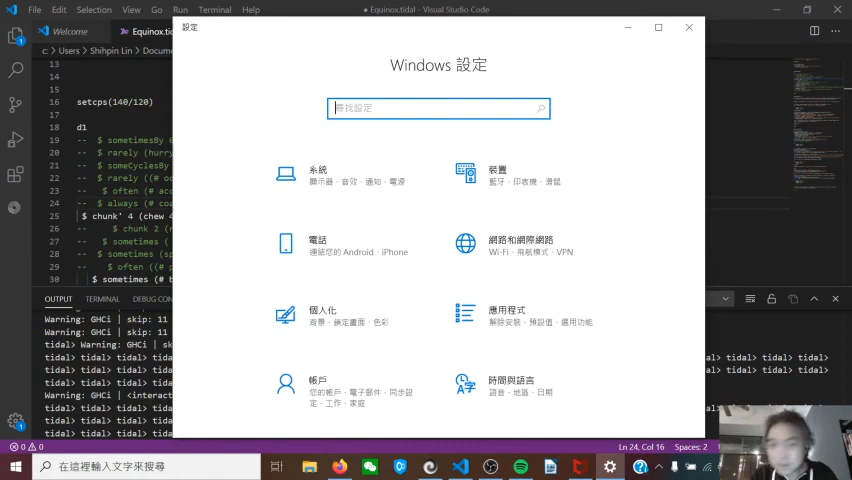 File Edit Selection View Go Run Terminal Help
● Equinox.tidal - Visual Studio Code
Welcome
Equinox.tid
C: > Users > Shihpin Lin > Docume
設定
Windows 設定
尋找設定
系統
顯示器、音效、通知、電源
裝置
藍牙、印表機、滑鼠
電話
連結您的 Android、iPhone
網路和網際網路
Wi-Fi、飛航模式、VPN
個人化
背景、鎖定畫面、色彩
應用程式
解除安裝、預設值、選用功能
帳戶
您的帳戶、電子郵件、同步設
定、工作、家庭
時間與語言
語音、地區、日期
13
14
15
16 setcps(140/120)
17
18 d1
19 -- $ sometimesBy
20 -- $ rarely (hurry
21 -- $ someCyclesBy
22 -- $ rarely ((# o
23 -- $ often (# ac
24 -- $ always (# co
25 $ chunk' 4 (chew 4
26 -- $ chunk 2 (
27 -- $ sometimes (
28 -- $ sometimes (sp
29 -- $ often ((# p
30 $ sometimes (# b
OUTPUT TERMINAL DEBUG CON
Warning: GHCi | skip: 11
Warning: GHCi | skip: 11
tidal> Warning: GHCi | sk
tidal> tidal> tidal> tida
al> tidal> tidal> tidal>
tidal> tidal> tidal> tida
al> tidal> tidal> tidal>
tidal> tidal> tidal> tida
Warning: GHCi | <interact
tidal> tidal> tidal> tida
tidal> tidal> tidal> tida
tidal> tidal> tidal> tida
0 0
Ln 24, Col 16 Spaces: 2
在這裡輸入文字來搜尋